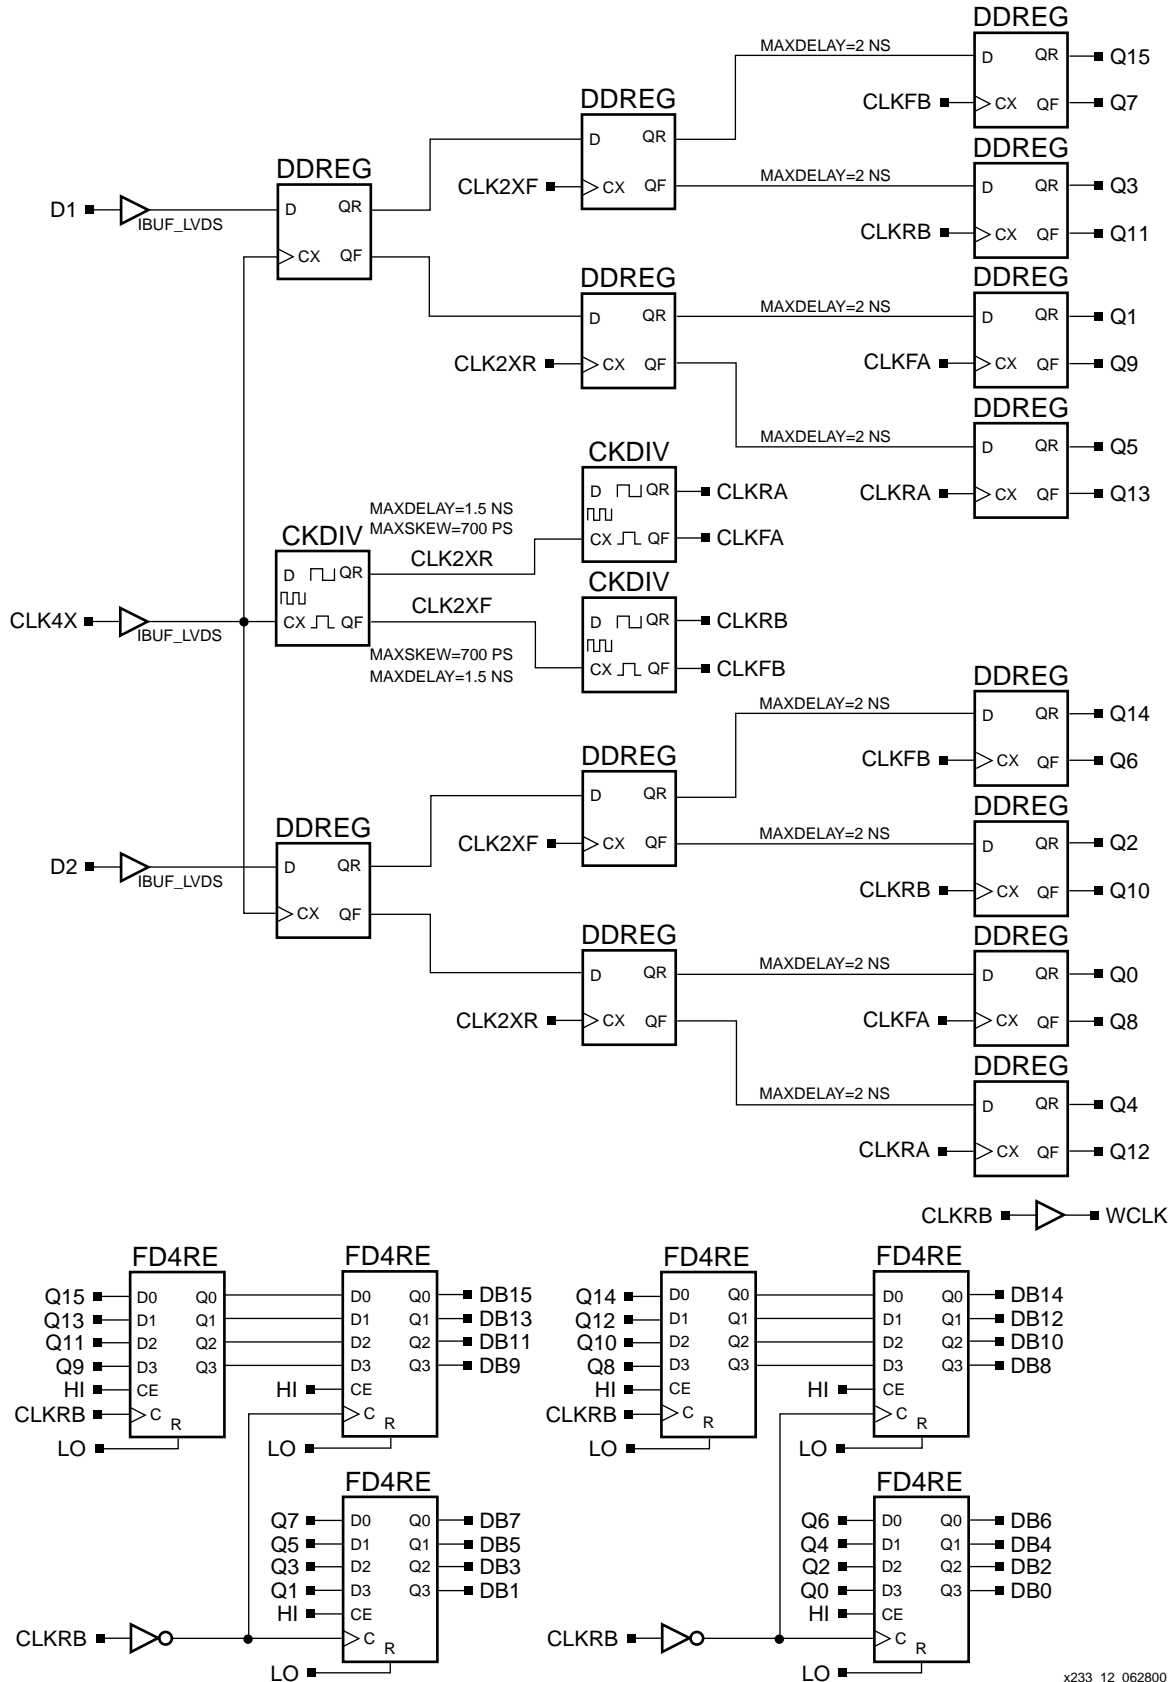 DDREG
D QR Q15
MAXDELAY=2 NS
CLKFB CX QF Q7
DDREG
D QR
CLK2XF CX QF
DDREG
MAXDELAY=2 NS
D QR Q3
CLKRB CX QF Q11
DDREG
D1 IBUF_LVDS D QR
CX QF
DDREG
D QR
CLK2XR CX QF
DDREG
MAXDELAY=2 NS
D QR Q1
CLKFA CX QF Q9
DDREG
MAXDELAY=2 NS
D QR Q5
CLKRA CX QF Q13
CKDIV
D QR CLKRA
CX QF CLKFA
MAXDELAY=1.5 NS
MAXSKEW=700 PS
CKDIV
CLK2XR
D QR
CLK4X IBUF_LVDS CX QF
CLK2XF
MAXSKEW=700 PS
MAXDELAY=1.5 NS
CKDIV
D QR CLKRB
CX QF CLKFB
DDREG
MAXDELAY=2 NS
D QR Q14
CLKFB CX QF Q6
DDREG
D QR
CLK2XF CX QF
DDREG
MAXDELAY=2 NS
D QR Q2
CLKRB CX QF Q10
DDREG
D2 IBUF_LVDS D QR
CX QF
DDREG
D QR
CLK2XR CX QF
DDREG
MAXDELAY=2 NS
D QR Q0
CLKFA CX QF Q8
DDREG
MAXDELAY=2 NS
D QR Q4
CLKRA CX QF Q12
CLKRB WCLK
FD4RE FD4RE FD4RE FD4RE
Q15 D0 Q0 D0 Q0 DB15 Q14 D0 Q0 D0 Q0 DB14
Q13 D1 Q1 D1 Q1 DB13 Q12 D1 Q1 D1 Q1 DB12
Q11 D2 Q2 D2 Q2 DB11 Q10 D2 Q2 D2 Q2 DB10
Q9 D3 Q3 D3 Q3 DB9 Q8 D3 Q3 D3 Q3 DB8
HI CE HI CE HI CE HI CE
CLKRB C R C R CLKRB C R C R
LO LO LO LO
FD4RE FD4RE
Q7 D0 Q0 DB7 Q6 D0 Q0 DB6
Q5 D1 Q1 DB5 Q4 D1 Q1 DB4
Q3 D2 Q2 DB3 Q2 D2 Q2 DB2
Q1 D3 Q3 DB1 Q0 D3 Q3 DB0
HI CE HI CE
CLKRB C R CLKRB C R
LO LO
x233_12_062800